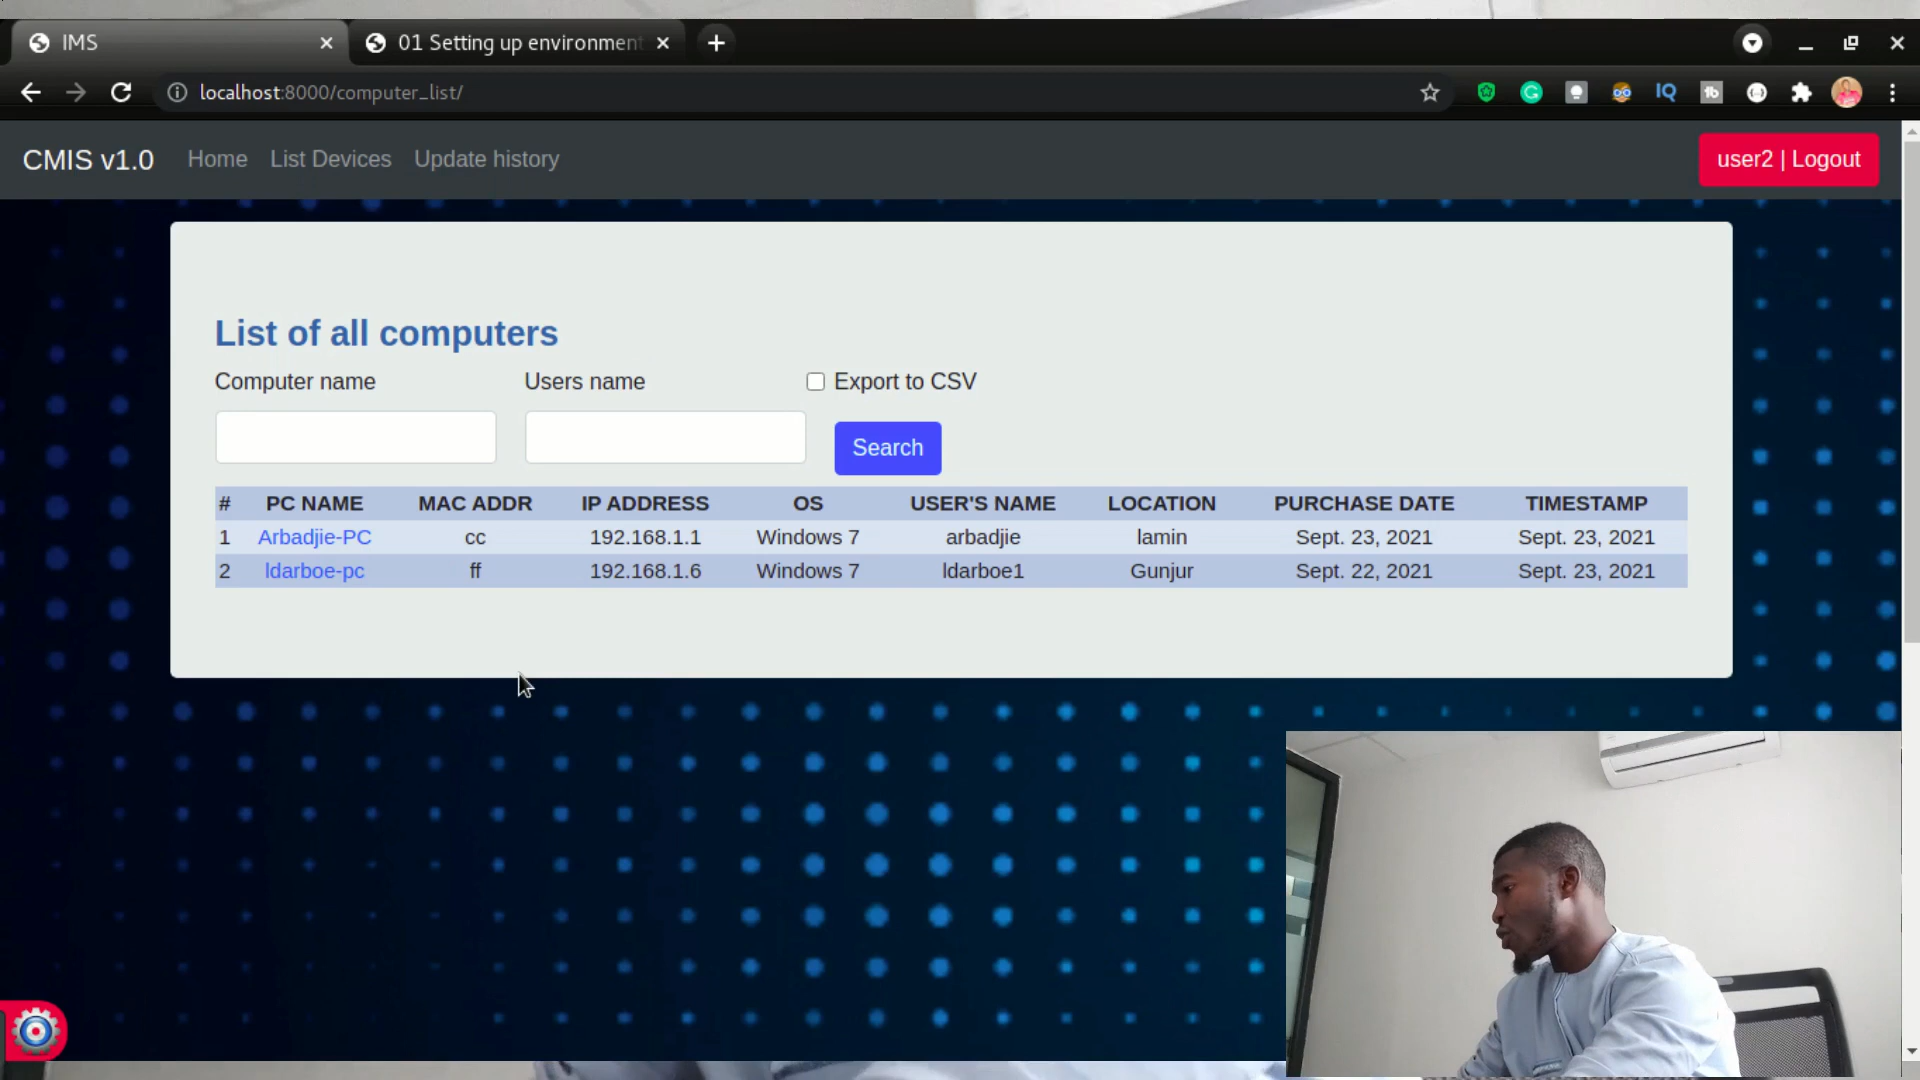 IMS
01 Setting up environment
localhost:8000/computer_list/
IQ
CMIS v1.0 Home List Devices Update history
user2 | Logout
List of all computers
Computer name Users name Export to CSV
Search
# PC NAME MAC ADDR IP ADDRESS OS USER'S NAME LOCATION PURCHASE DATE TIMESTAMP
1 Arbadjie-PC cc 192.168.1.1 Windows 7 arbadjie lamin Sept. 23, 2021 Sept. 23, 2021
2 ldarboe-pc ff 192.168.1.6 Windows 7 ldarboe1 Gunjur Sept. 22, 2021 Sept. 23, 2021